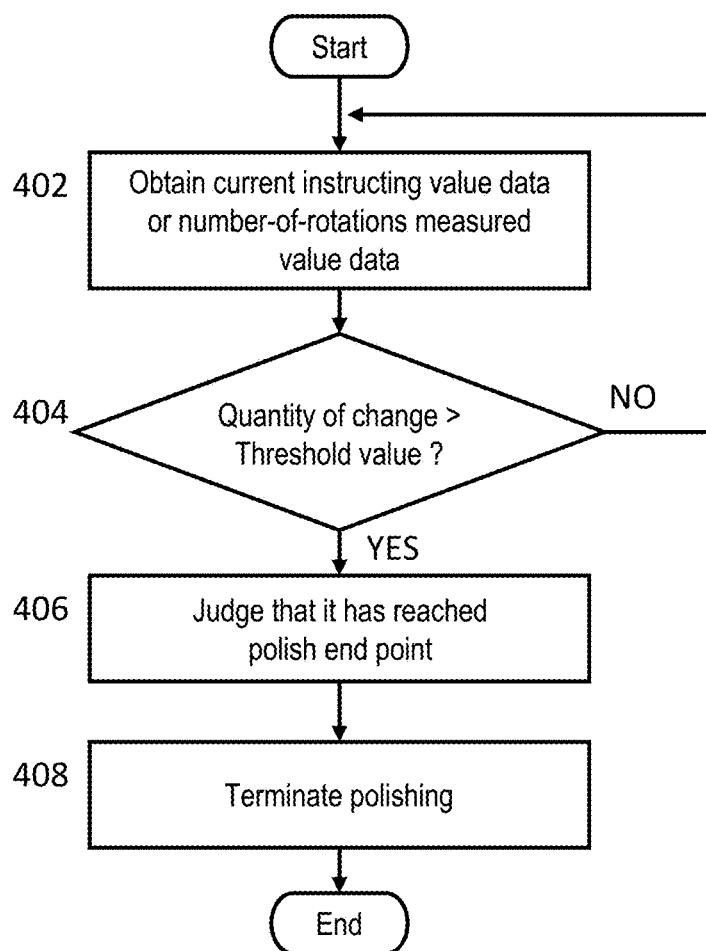 Start
402
Obtain current instructing value data
or number-of-rotations measured
value data
404
Quantity of change >
Threshold value ?
NO
YES
406
Judge that it has reached
polish end point
408
Terminate polishing
End